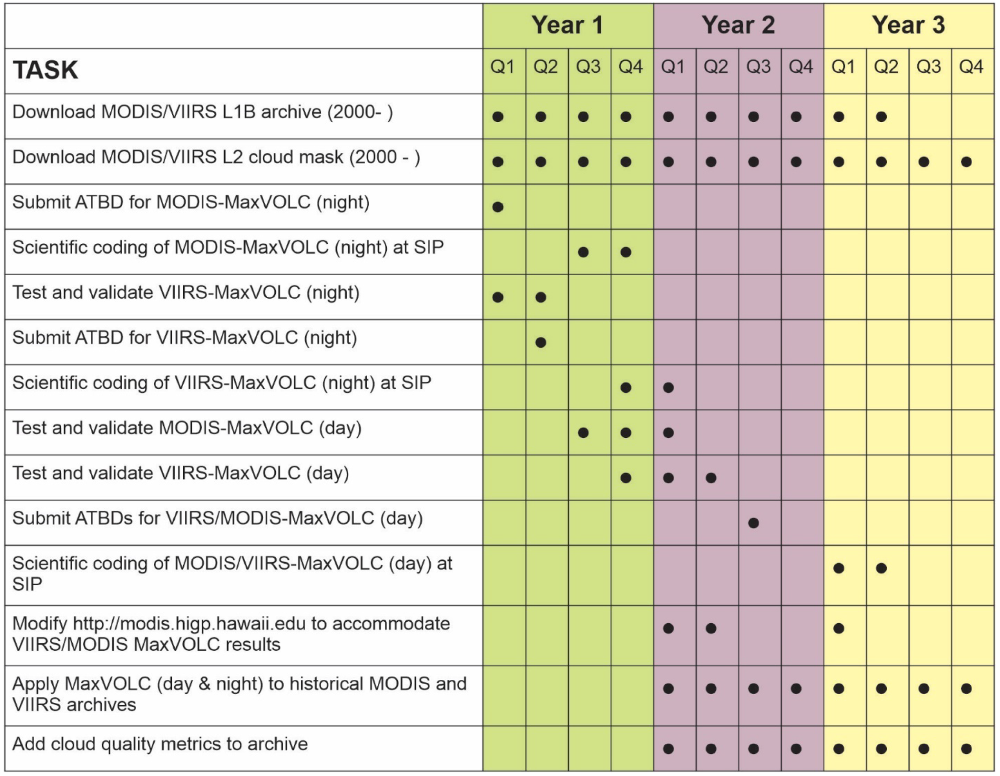 Year 1 Year 2 Year 3
TASK Q1 Q2 Q3 Q4 Q1 Q2 Q3 Q4 Q1 Q2 Q3 Q4
Download MODIS/VIIRS L1B archive (2000- ) ● ● ● ● ● ● ● ● ● ●
Download MODIS/VIIRS L2 cloud mask (2000 - ) ● ● ● ● ● ● ● ● ● ● ● ●
Submit ATBD for MODIS-MaxVOLC (night) ●
Scientific coding of MODIS-MaxVOLC (night) at SIP ● ●
Test and validate VIIRS-MaxVOLC (night) ● ●
Submit ATBD for VIIRS-MaxVOLC (night) ●
Scientific coding of VIIRS-MaxVOLC (night) at SIP ● ●
Test and validate MODIS-MaxVOLC (day) ● ● ●
Test and validate VIIRS-MaxVOLC (day) ● ● ●
Submit ATBDs for VIIRS/MODIS-MaxVOLC (day) ●
Scientific coding of MODIS/VIIRS-MaxVOLC (day) at ● ●
SIP
Modify http://modis.higp.hawaii.edu to accommodate ● ● ●
VIIRS/MODIS MaxVOLC results
Apply MaxVOLC (day & night) to historical MODIS and ● ● ● ● ● ● ● ●
VIIRS archives
Add cloud quality metrics to archive ● ● ● ● ● ● ● ●